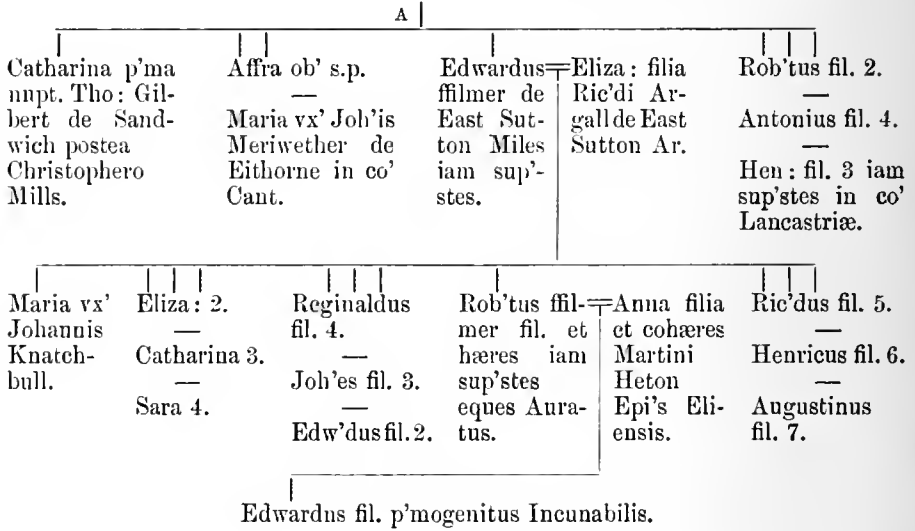 A
Catharina p'ma
nupt. Tho: Gil-
bert de Sand-
wich postea
Christophero
Mills.
Affra ob' s.p.
—
Maria vx' Joh'is
Meriwether de
Eithorne in co'
Cant.
Edwardus
ffilmer de
East Sut-
ton Miles
iam sup'-
stes.
Eliza: filia
Ric'di Ar-
gall de East
Sutton Ar.
Rob'tus fil. 2.
—
Antonius fil. 4.
—
Hen: fil. 3 iam
sup'stes in co'
Lancastriæ.
Maria vx'
Johannis
Knatch-
bull.
Eliza: 2.
—
Catharina 3.
—
Sara 4.
Reginaldus
fil. 4.
—
Joh'es fil. 3.
—
Edw'dus fil. 2.
Rob'tus ffil-
mer fil. et
hæres iam
sup'stes
eques Aura-
tus.
Anna filia
et cohæres
Martini
Heton
Epi's Eli-
ensis.
Ric'dus fil. 5.
—
Henricus fil. 6.
—
Augustinus
fil. 7.
Edwardus fil. p'mogenitus Incunabilis.